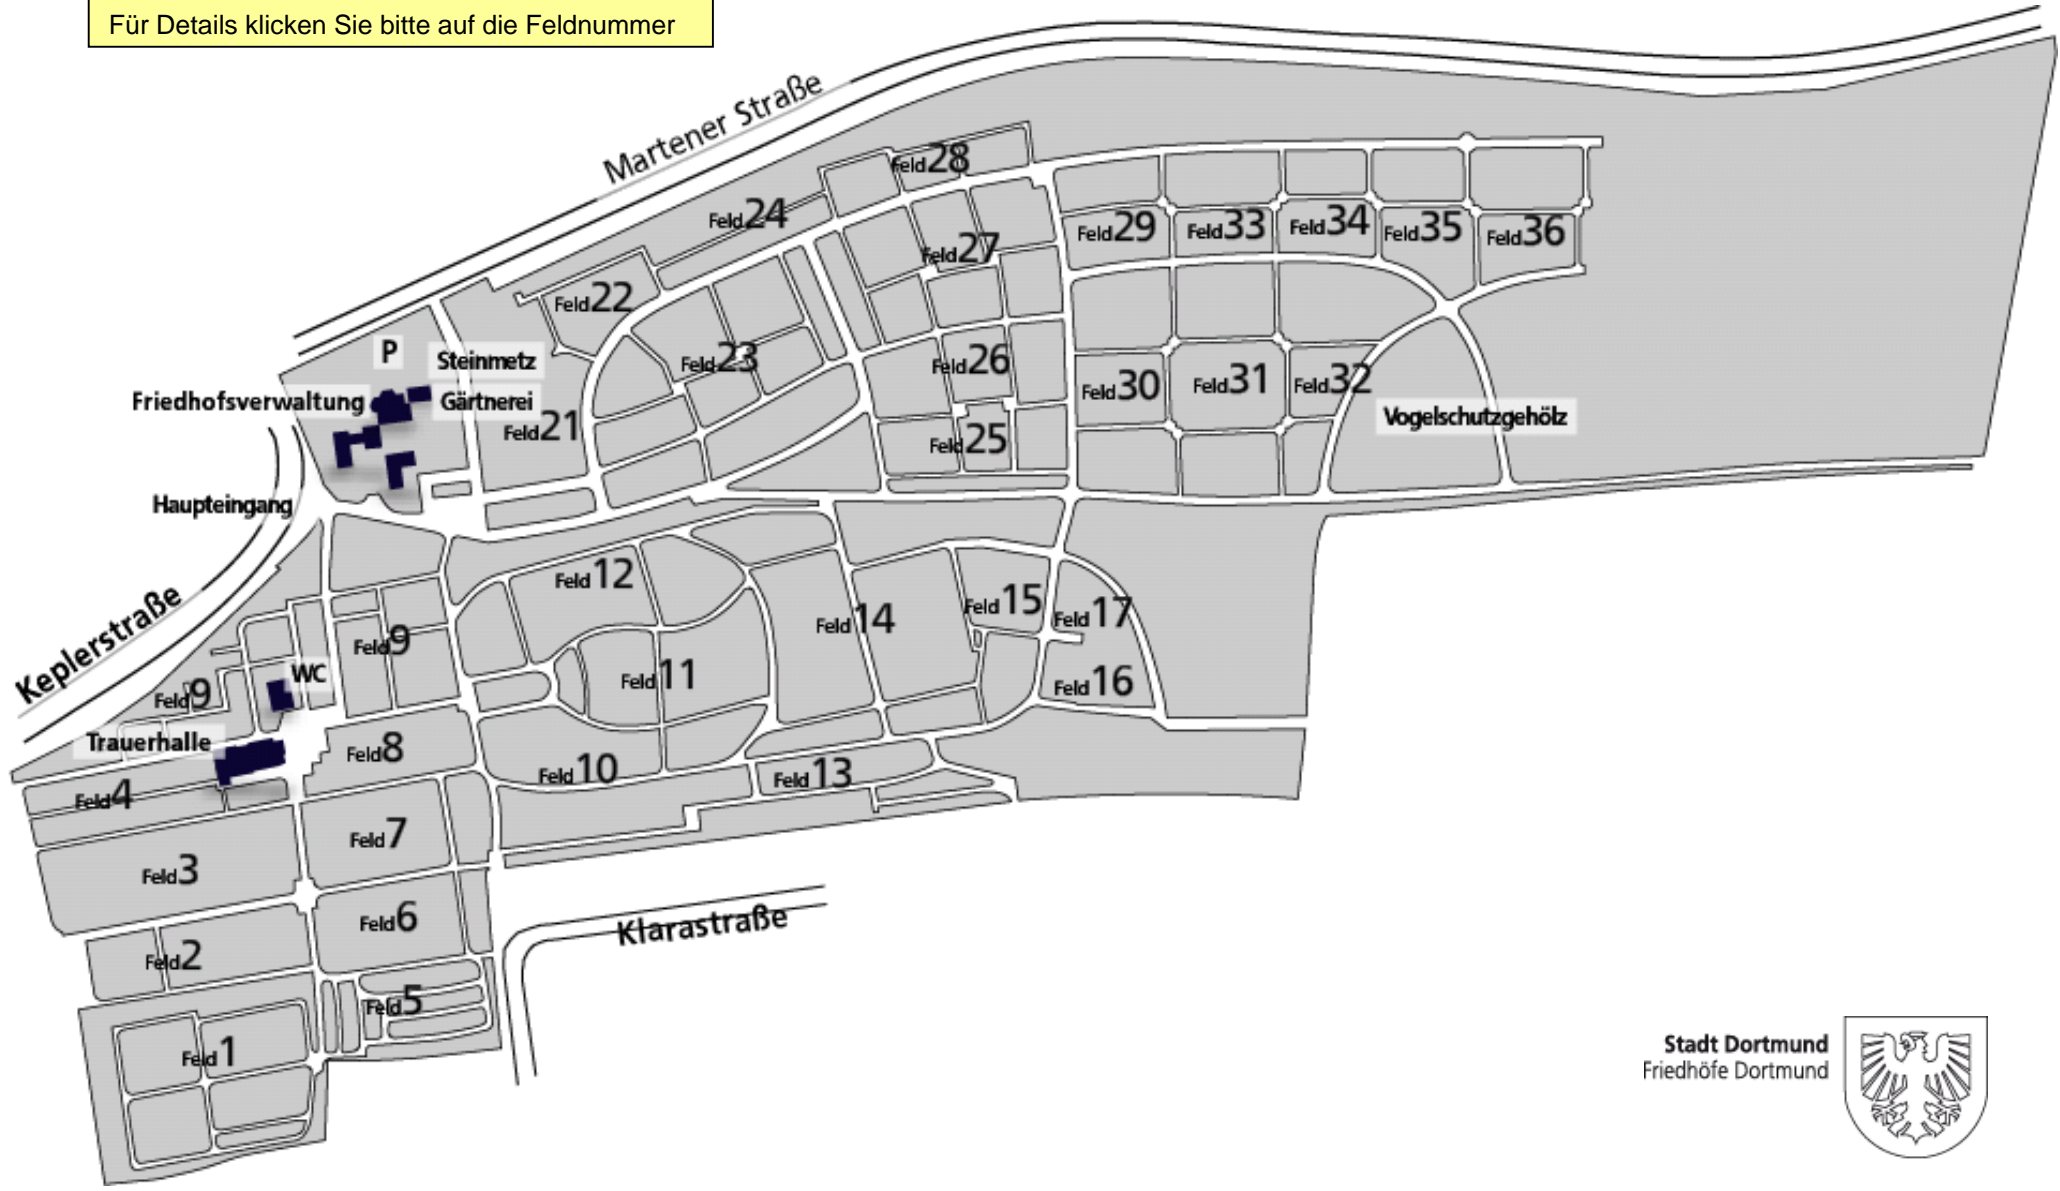 Für Details klicken Sie bitte auf die Feldnummer
Martener Straße
Feld 28
Feld 24
Feld 29
Feld 33
Feld 34
Feld 35
Feld 36
Feld 27
Feld 22
P
Steinmetz
Feld 23
Feld 26
Friedhofsverwaltung
Gärtnerei
Feld 30
Feld 31
Feld 32
Vogelschutzgehölz
Feld 21
Feld 25
Haupteingang
Feld 12
Keplerstraße
Feld 15
Feld 17
Feld 14
Feld 9
WC
Feld 11
Feld 16
Feld 9
Trauerhalle
Feld 8
Feld 10
Feld 13
Feld 4
Feld 7
Feld 3
Feld 6
Klarastraße
Feld 2
Feld 5
Feld 1
Stadt Dortmund
Friedhöfe Dortmund